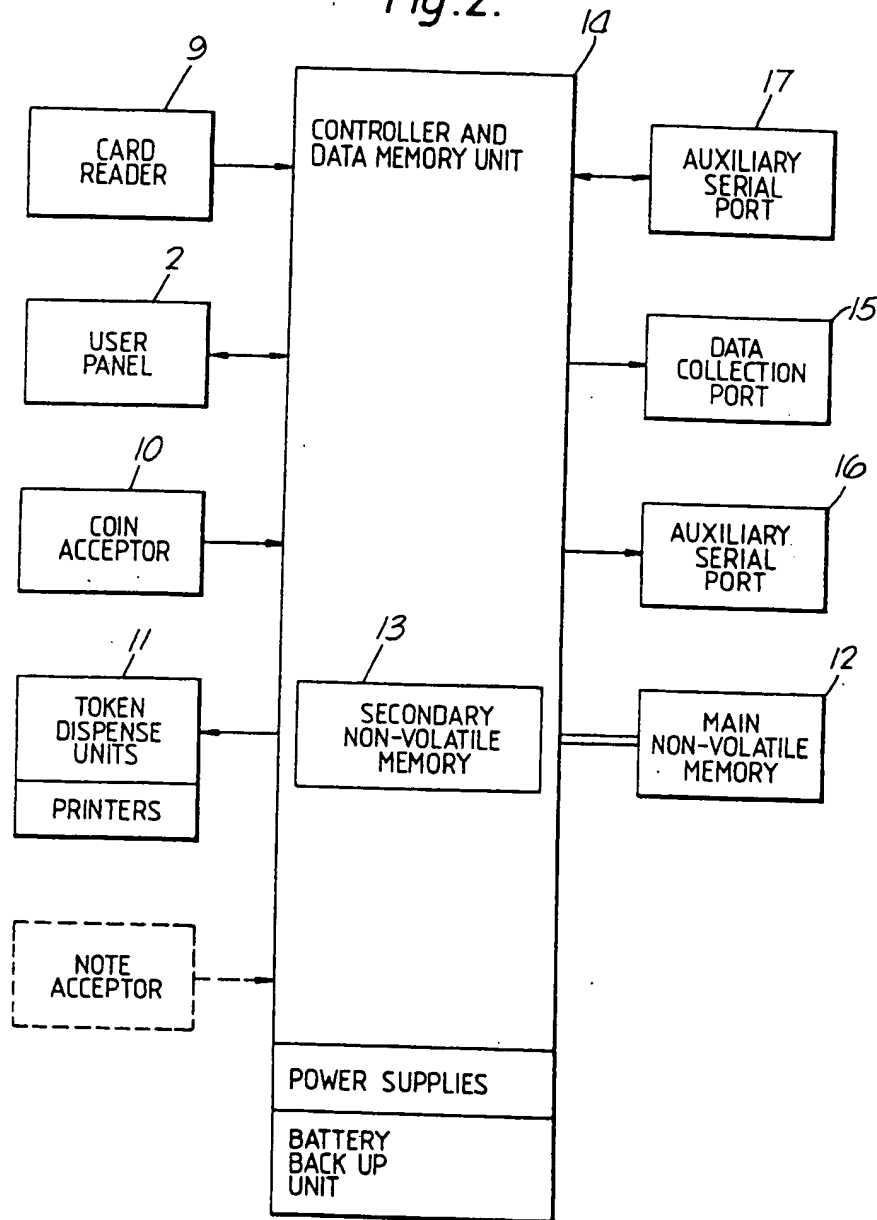 Fig.2.
14
9
CARD
READER
CONTROLLER AND
DATA MEMORY UNIT
17
AUXILIARY
SERIAL
PORT
2
USER
PANEL
15
DATA
COLLECTION
PORT
10
COIN
ACCEPTOR
16
AUXILIARY
SERIAL
PORT
11
TOKEN
DISPENSE
UNITS
PRINTERS
13
SECONDARY
NON-VOLATILE
MEMORY
12
MAIN
NON-VOLATILE
MEMORY
NOTE
ACCEPTOR
POWER SUPPLIES
BATTERY
BACK UP
UNIT